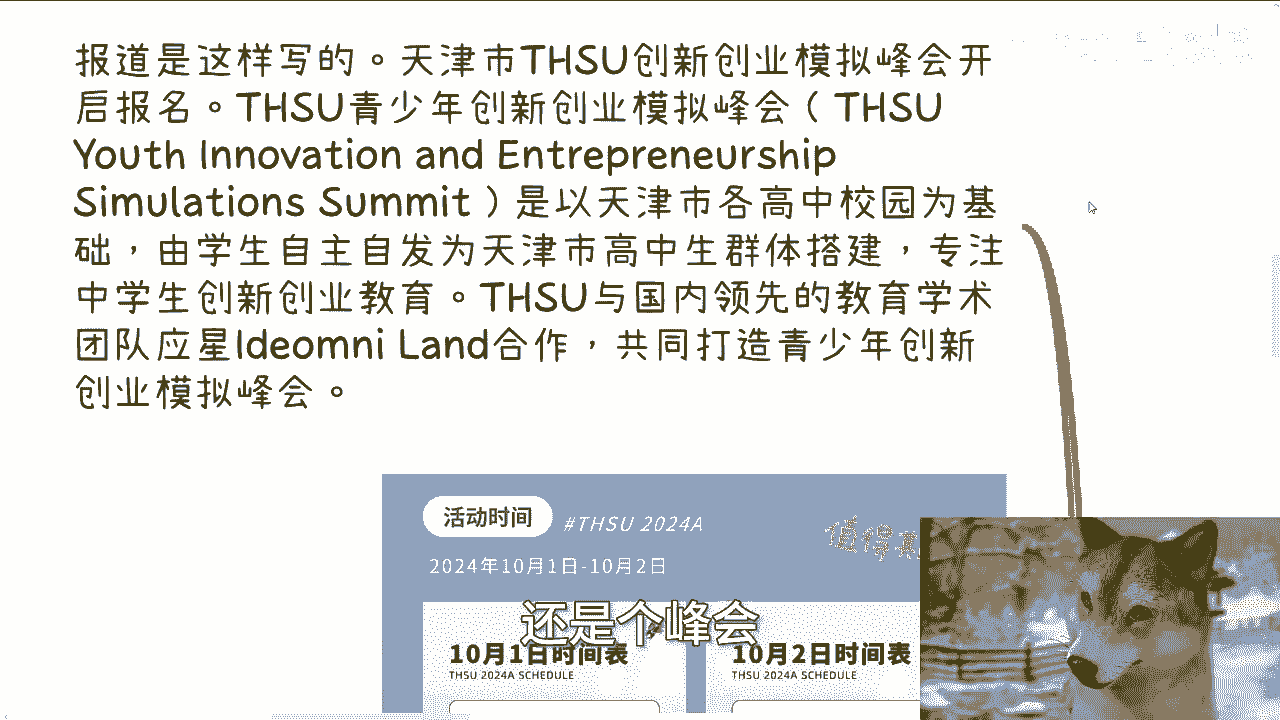 报道是这样写的。天津市THSU创新创业模拟峰会开
启报名。THSU青少年创新创业模拟峰会（THSU
Youth Innovation and Entrepreneurship
Simulations Summit）是以天津市各高中校园为基
础，由学生自主自发为天津市高中生群体搭建，专注
中学生创新创业教育。THSU与国内领先的教育学术
团队应星Ideomni Land合作，共同打造青少年创新
创业模拟峰会。
活动时间
#THSU 2024A
值得
2024年10月1日-10月2日
还是个峰会
10月1日时间表
THSU 2024A SCHEDULE
10月2日时间表
THSU 2024A SCHEDULE